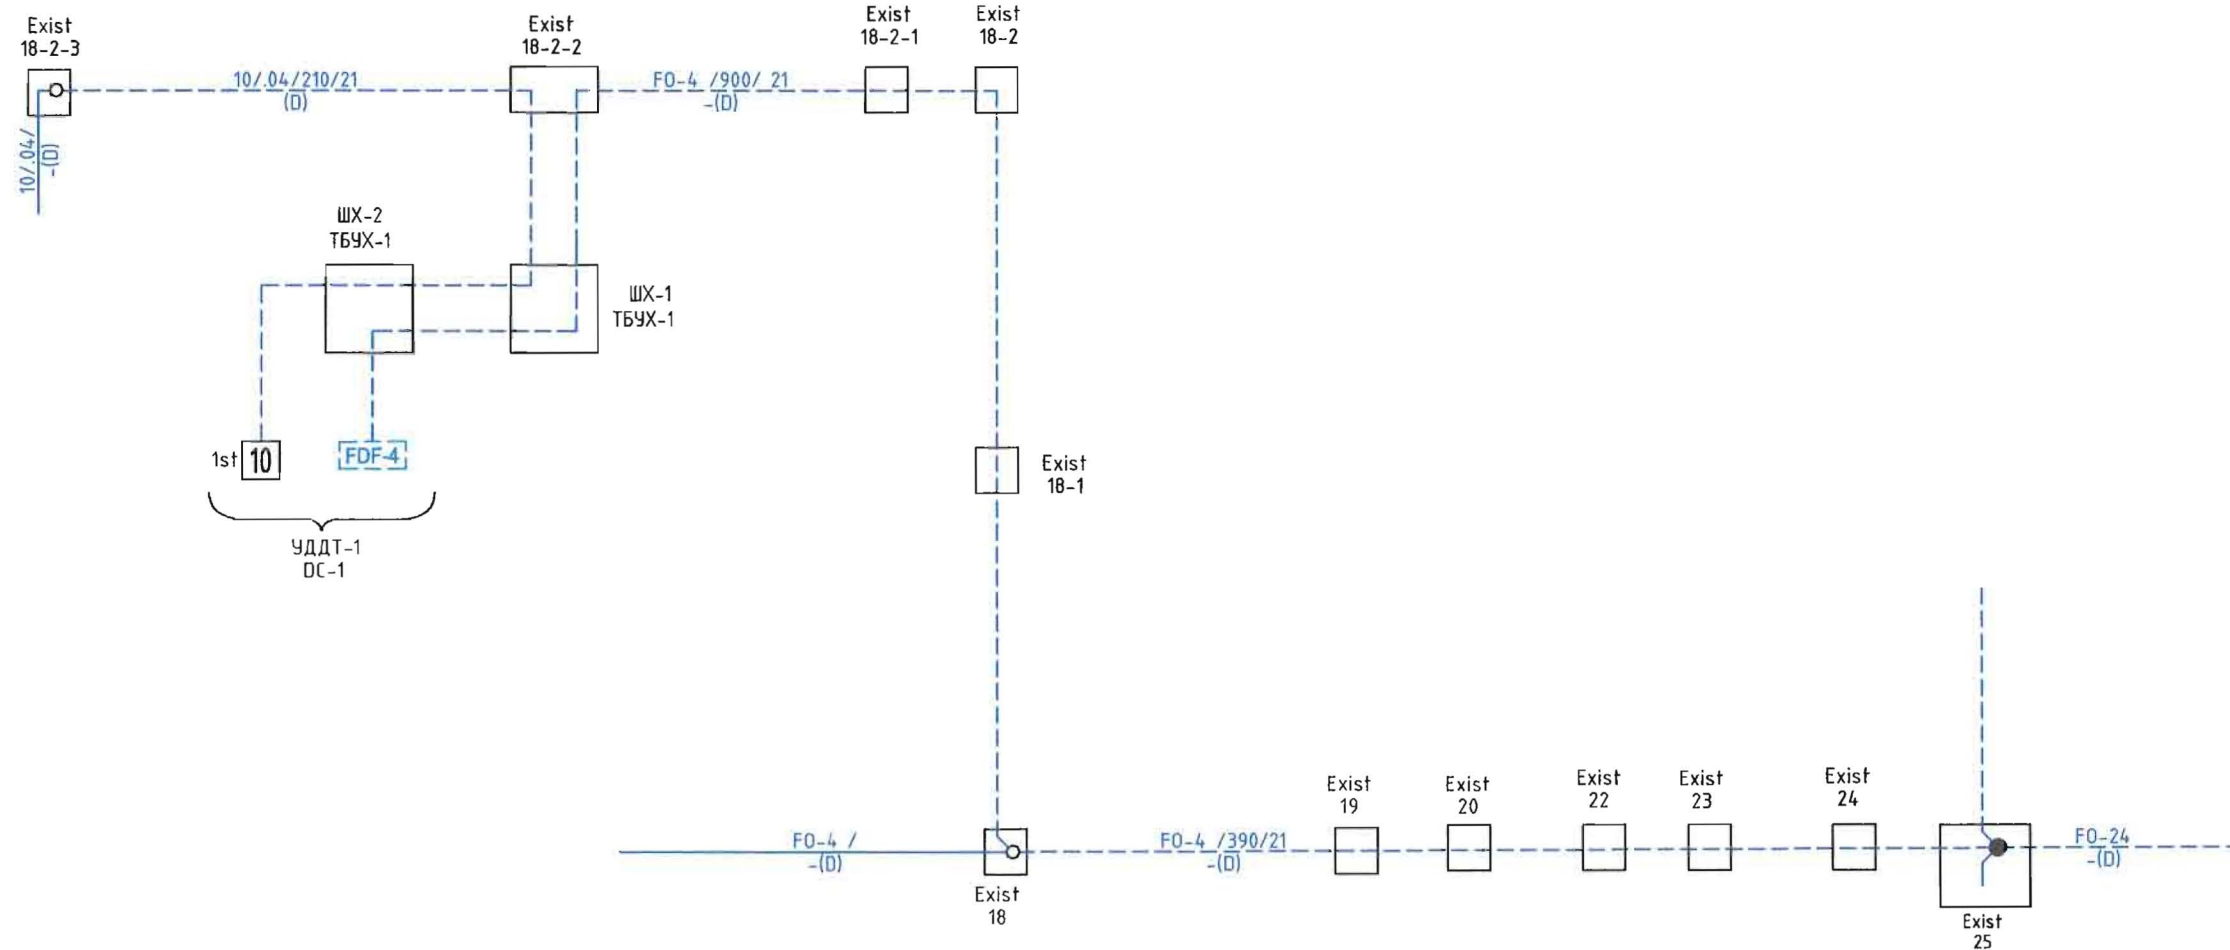 Exist
18-2-3
Exist
18-2-2
Exist
18-2-1
Exist
18-2
10/.04/210/21
(D)
FO-4 /900/ 21
-(D)
10/.04/
-(D)
ШХ-2
ТБУХ-1
ШХ-1
ТБУХ-1
1st
10
FDF-4
УДДТ-1
DC-1
Exist
18-1
Exist
19
Exist
20
Exist
22
Exist
23
Exist
24
FO-4 /
-(D)
FO-4 /390/21
-(D)
FO-24
-(D)
Exist
18
Exist
25